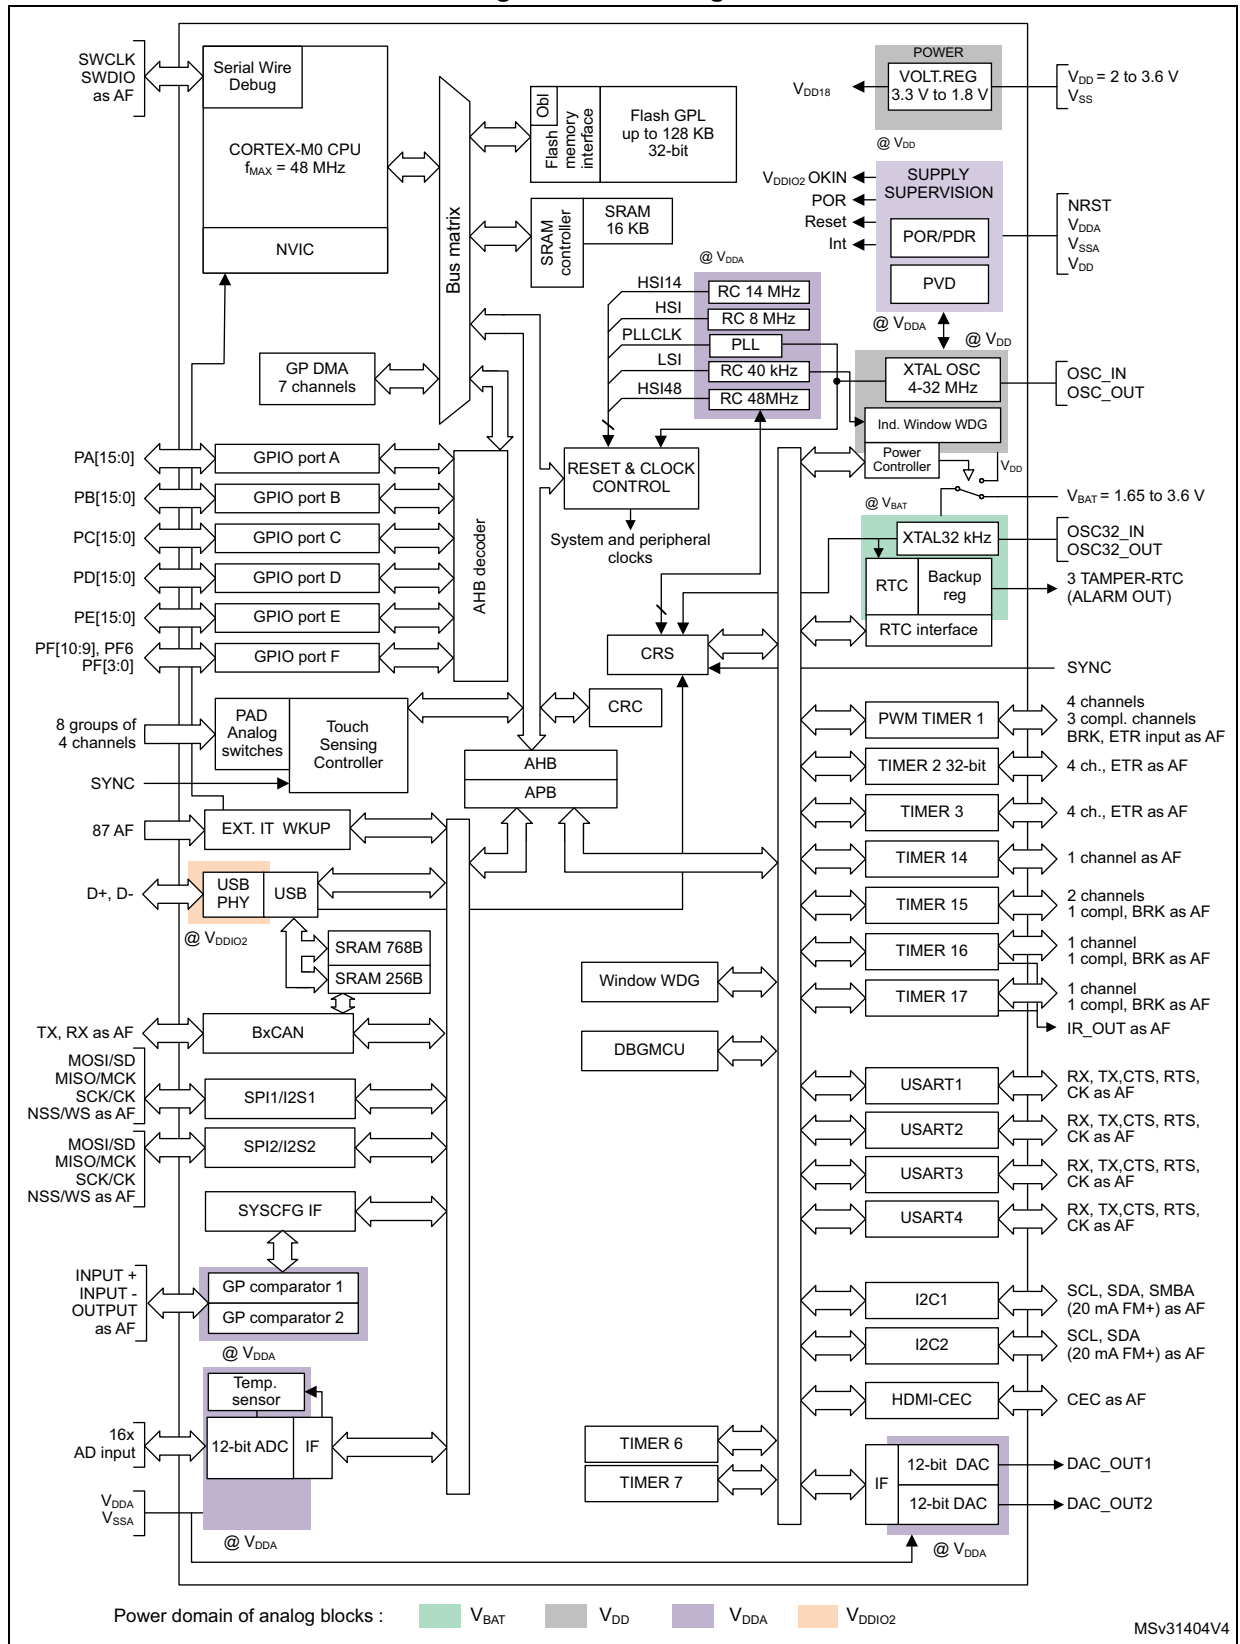 SWCLK
SWDIO
as AF
Serial Wire
Debug
CORTEX-M0 CPU
fMAX = 48 MHz
NVIC
Bus matrix
Obl
Flash
memory
interface
Flash GPL
up to 128 KB
32-bit
SRAM
controller
SRAM
16 KB
POWER
VOLT.REG
3.3 V to 1.8 V
VDD18
VDD = 2 to 3.6 V
VSS
@ VDD
SUPPLY
SUPERVISION
VDDIO2 OKIN
POR
Reset
Int
POR/PDR
PVD
NRST
VDDA
VSSA
VDD
@ VDDA
@ VDDA
@ VDD
HSI14
HSI
PLLCLK
LSI
HSI48
RC 14 MHz
RC 8 MHz
PLL
RC 40 kHz
RC 48MHz
XTAL OSC
4-32 MHz
OSC_IN
OSC_OUT
Ind. Window WDG
Power
Controller
VDD
VBAT = 1.65 to 3.6 V
@ VBAT
GP DMA
7 channels
RESET & CLOCK
CONTROL
System and peripheral
clocks
XTAL32 kHz
OSC32_IN
OSC32_OUT
RTC
Backup
reg
RTC interface
3 TAMPER-RTC
(ALARM OUT)
PA[15:0]
GPIO port A
PB[15:0]
GPIO port B
PC[15:0]
GPIO port C
PD[15:0]
GPIO port D
PE[15:0]
GPIO port E
PF[10:9], PF6
PF[3:0]
GPIO port F
AHB decoder
CRS
SYNC
8 groups of
4 channels
PAD
Analog
switches
Touch
Sensing
Controller
SYNC
CRC
AHB
APB
87 AF
EXT. IT WKUP
D+, D-
USB
PHY
USB
@ VDDIO2
SRAM 768B
SRAM 256B
TX, RX as AF
BxCAN
MOSI/SD
MISO/MCK
SCK/CK
NSS/WS as AF
SPI1/I2S1
MOSI/SD
MISO/MCK
SCK/CK
NSS/WS as AF
SPI2/I2S2
SYSCFG IF
INPUT +
INPUT -
OUTPUT
as AF
GP comparator 1
GP comparator 2
@ VDDA
Temp.
sensor
16x
AD input
12-bit ADC
IF
VDDA
VSSA
@ VDDA
Window WDG
DBGMCU
TIMER 6
TIMER 7
PWM TIMER 1
4 channels
3 compl. channels
BRK, ETR input as AF
TIMER 2 32-bit
4 ch., ETR as AF
TIMER 3
4 ch., ETR as AF
TIMER 14
1 channel as AF
TIMER 15
2 channels
1 compl, BRK as AF
TIMER 16
1 channel
1 compl, BRK as AF
TIMER 17
1 channel
1 compl, BRK as AF
IR_OUT as AF
USART1
RX, TX,CTS, RTS,
CK as AF
USART2
RX, TX,CTS, RTS,
CK as AF
USART3
RX, TX,CTS, RTS,
CK as AF
USART4
RX, TX,CTS, RTS,
CK as AF
I2C1
SCL, SDA, SMBA
(20 mA FM+) as AF
I2C2
SCL, SDA
(20 mA FM+) as AF
HDMI-CEC
CEC as AF
IF
12-bit DAC
DAC_OUT1
12-bit DAC
DAC_OUT2
@ VDDA
Power domain of analog blocks :
VBAT
VDD
VDDA
VDDIO2
MSv31404V4